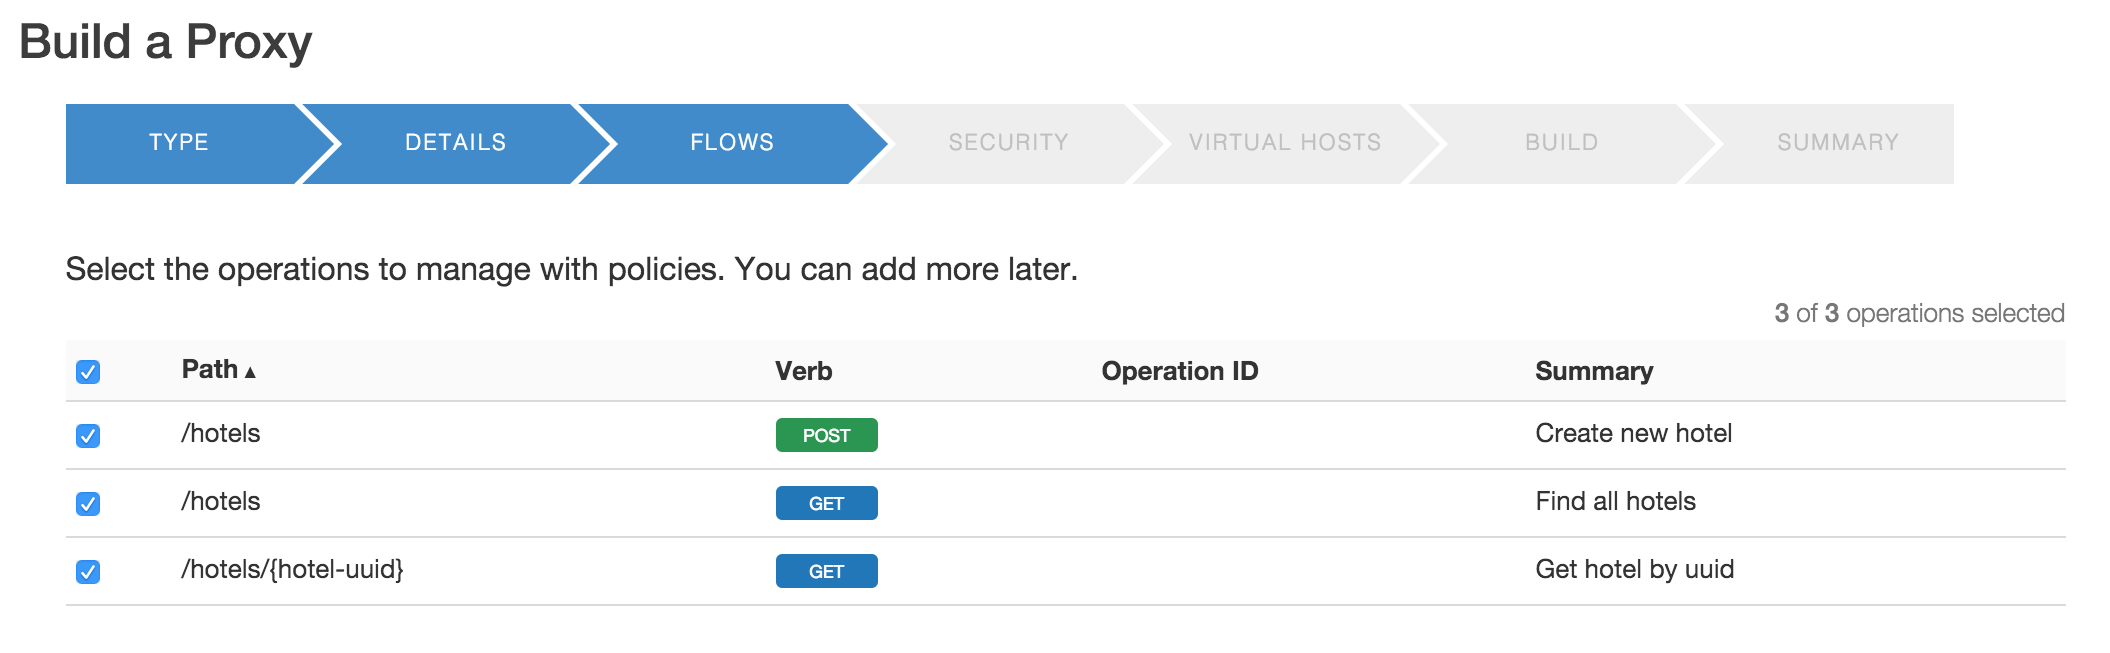 Build a Proxy
TYPE DETAILS FLOWS SECURITY VIRTUAL HOSTS BUILD SUMMARY
Select the operations to manage with policies. You can add more later.
3 of 3 operations selected
Path ▲ Verb Operation ID Summary
/hotels POST Create new hotel
/hotels GET Find all hotels
/hotels/{hotel-uuid} GET Get hotel by uuid